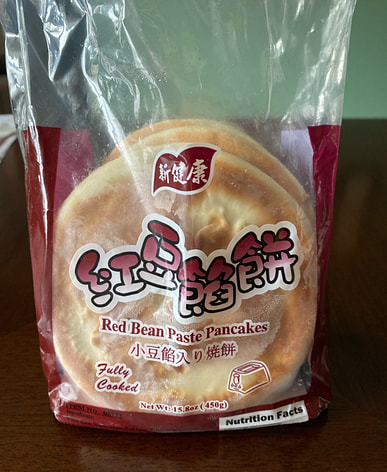 新健康
紅豆餡餅
Red Bean Paste Pancakes
小豆餡入り焼餅
Fully
Cooked
Net Wt: 15.8oz (450g)
Nutrition Facts